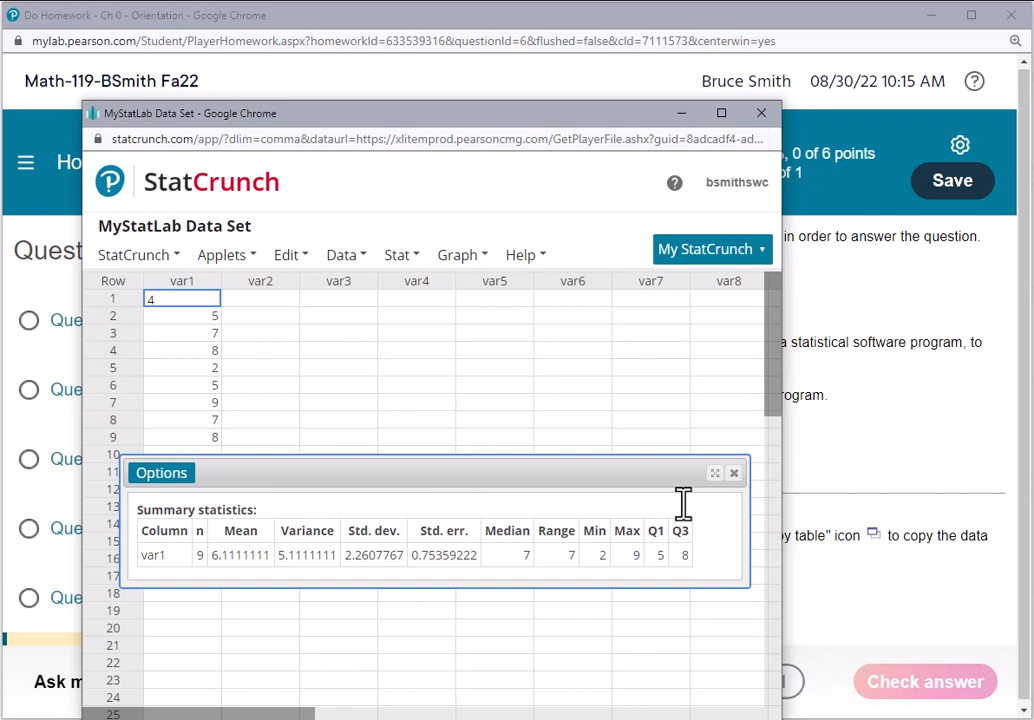 Do Homework - Ch 0 - Orientation - Google Chrome
mylab.pearson.com/Student/PlayerHomework.aspx?homeworkId=633539316&questionId=6&flushed=false&cId=7111573&centerwin=yes
Math-119-BSmith Fa22
Bruce Smith 08/30/22 10:15 AM ?
MyStatLab Data Set - Google Chrome
statcrunch.com/app/?dlim=comma&dataurl=https://xlitemprod.pearsoncmg.com/GetPlayerFile.ashx?guid=8adcadf4-ad...
Ho
, 0 of 6 points
of 1
Save
P StatCrunch
? bsmithswc
MyStatLab Data Set
Quest
in order to answer the question.
StatCrunch Applets Edit Data Stat Graph Help My StatCrunch
Row var1 var2 var3 var4 var5 var6 var7 var8
1 4
2 5
Que
3 7
a statistical software program, to
4 8
5 2
6 5
Que
rogram.
7 9
8 7
9 8
10
Que
11
Options
12
13
Summary statistics:
14
Column n Mean Variance Std. dev. Std. err. Median Range Min Max Q1 Q3
Que
y table" icon to copy the data
15
16
var1 9 6.1111111 5.1111111 2.2607767 0.75359222 7 7 2 9 5 8
17
18
Que
19
20
21
22
Ask m
Check answer
23
24
25